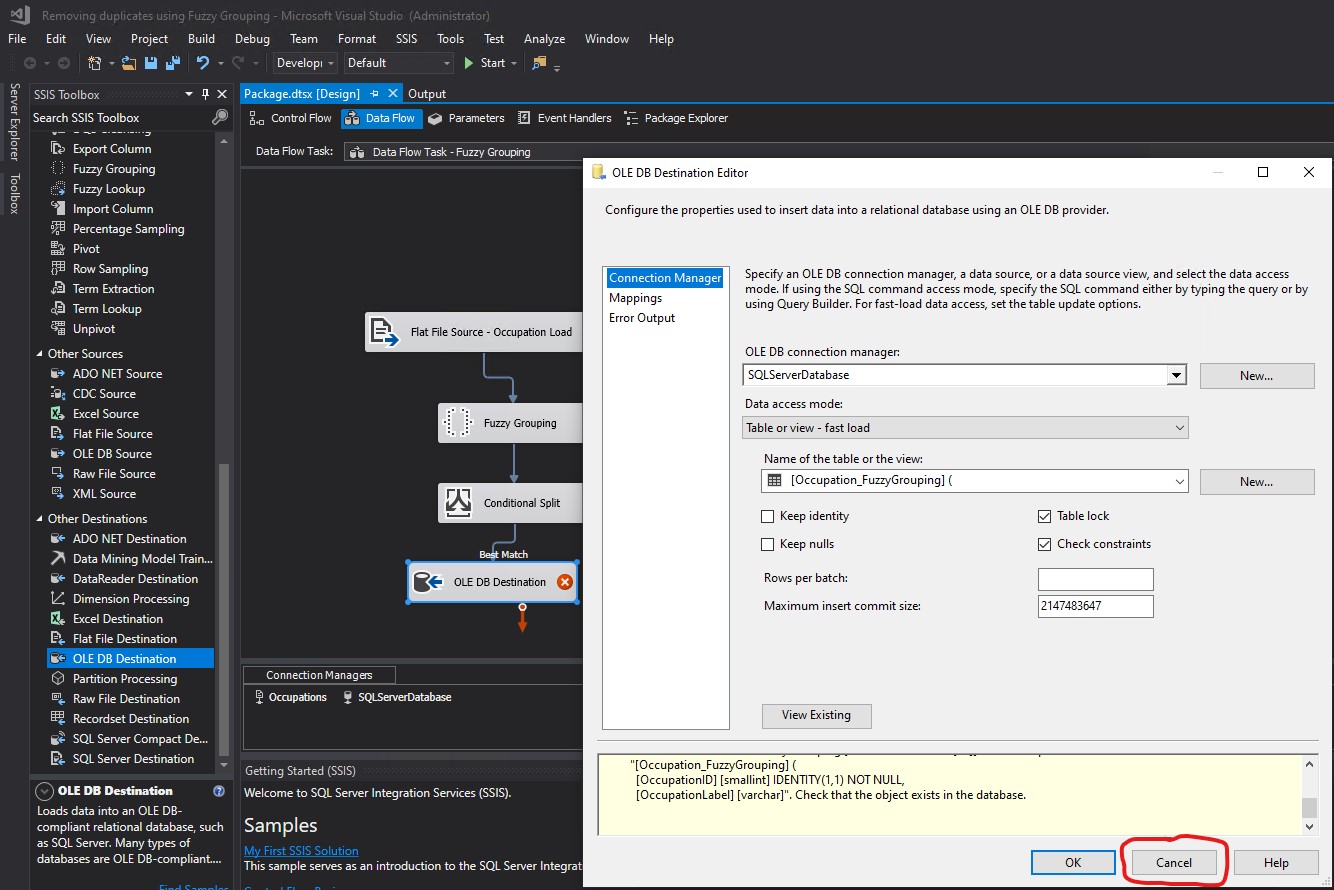 Removing duplicates using Fuzzy Grouping - Microsoft Visual Studio (Administrator)
File Edit View Project Build Debug Team Format SSIS Tools Test Analyze Window Help
Developi Default Start
Server Explorer
Toolbox
SSIS Toolbox
Search SSIS Toolbox
Export Column
Fuzzy Grouping
Fuzzy Lookup
Import Column
Percentage Sampling
Pivot
Row Sampling
Term Extraction
Term Lookup
Unpivot
Other Sources
ADO NET Source
CDC Source
Excel Source
Flat File Source
OLE DB Source
Raw File Source
XML Source
Other Destinations
ADO NET Destination
Data Mining Model Train...
DataReader Destination
Dimension Processing
Excel Destination
Flat File Destination
OLE DB Destination
Partition Processing
Raw File Destination
Recordset Destination
SQL Server Compact De...
SQL Server Destination
OLE DB Destination
Loads data into an OLE DB-
compliant relational database, such
as SQL Server. Many types of
databases are OLE DB-compliant....
Find Samples
Package.dtsx [Design] Output
Control Flow Data Flow Parameters Event Handlers Package Explorer
Data Flow Task: Data Flow Task - Fuzzy Grouping
Flat File Source - Occupation Load
Fuzzy Grouping
Conditional Split
Best Match
OLE DB Destination
Connection Managers
Occupations SQLServerDatabase
Getting Started (SSIS)
Welcome to SQL Server Integration Services (SSIS).
Samples
My First SSIS Solution
This sample serves as an introduction to the SQL Server Integrat
OLE DB Destination Editor
Configure the properties used to insert data into a relational database using an OLE DB provider.
Connection Manager
Mappings
Error Output
Specify an OLE DB connection manager, a data source, or a data source view, and select the data access
mode. If using the SQL command access mode, specify the SQL command either by typing the query or by
using Query Builder. For fast-load data access, set the table update options.
OLE DB connection manager:
SQLServerDatabase New...
Data access mode:
Table or view - fast load
Name of the table or the view:
[Occupation_FuzzyGrouping] ( New...
Keep identity Table lock
Keep nulls Check constraints
Rows per batch:
Maximum insert commit size: 2147483647
View Existing
"[Occupation_FuzzyGrouping] (
[OccupationID] [smallint] IDENTITY(1,1) NOT NULL,
[OccupationLabel] [varchar]". Check that the object exists in the database.
OK Cancel Help